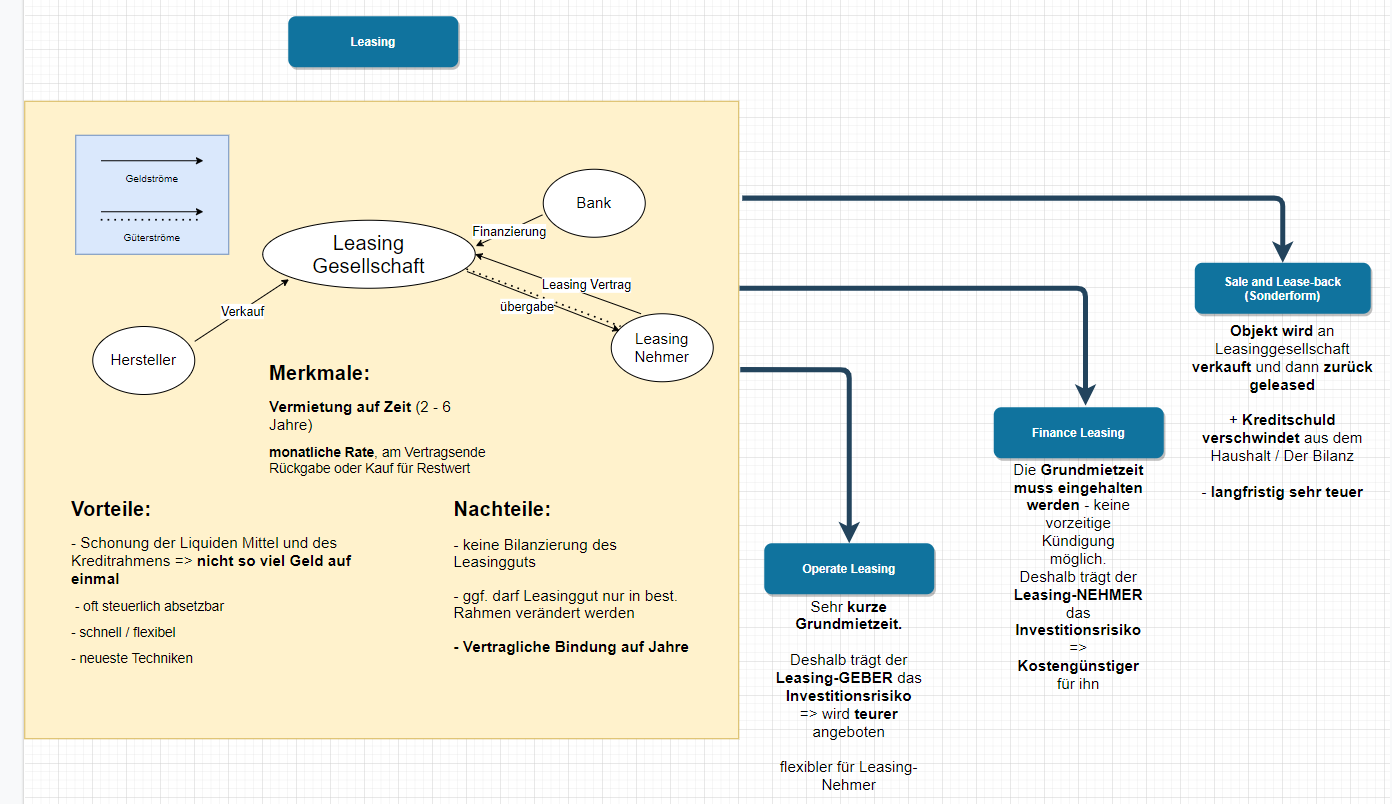 Leasing
Geldströme
Güterströme
Bank
Finanzierung
Leasing
Gesellschaft
Leasing Vertrag
übergabe
Verkauf
Hersteller
Leasing
Nehmer
Merkmale:
Vermietung auf Zeit (2 - 6
Jahre)
monatliche Rate, am Vertragsende
Rückgabe oder Kauf für Restwert
Vorteile:
- Schonung der Liquiden Mittel und des
Kreditrahmens => nicht so viel Geld auf
einmal
- oft steuerlich absetzbar
- schnell / flexibel
- neueste Techniken
Nachteile:
- keine Bilanzierung des
Leasingguts
- ggf. darf Leasinggut nur in best.
Rahmen verändert werden
- Vertragliche Bindung auf Jahre
Operate Leasing
Sehr kurze
Grundmietzeit.
Deshalb trägt der
Leasing-GEBER das
Investitionsrisiko
=> wird teurer
angeboten
flexibler für Leasing-
Nehmer
Finance Leasing
Die Grundmietzeit
muss eingehalten
werden - keine
vorzeitige
Kündigung
möglich.
Deshalb trägt der
Leasing-NEHMER
das
Investitionsrisiko
=>
Kostengünstiger
für ihn
Sale and Lease-back
(Sonderform)
Objekt wird an
Leasinggesellschaft
verkauft und dann zurück
geleased
+ Kreditschuld
verschwindet aus dem
Haushalt / Der Bilanz
- langfristig sehr teuer